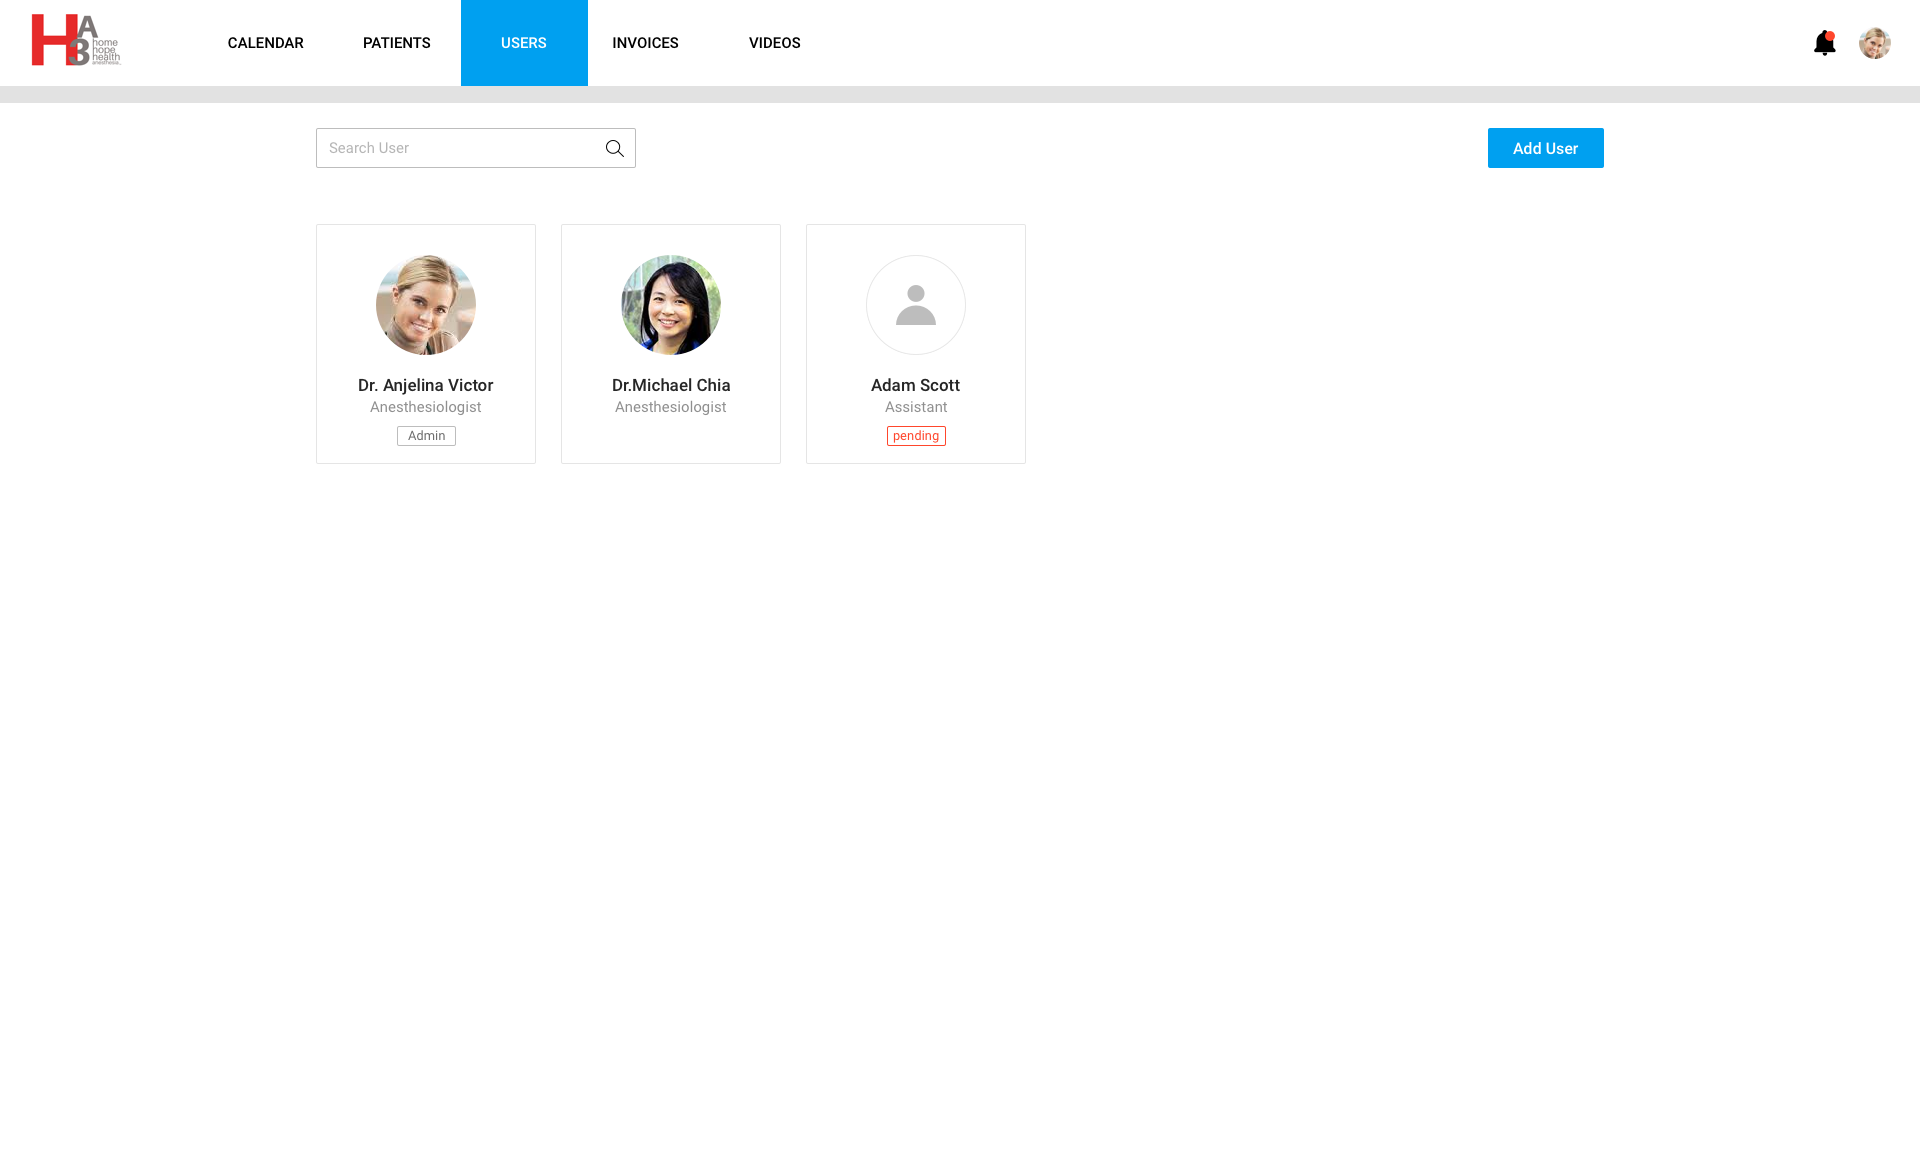 HA3
home
hope
health
anesthesia
CALENDAR PATIENTS USERS INVOICES VIDEOS
Search User
Add User
Dr. Anjelina Victor
Anesthesiologist
Admin
Dr.Michael Chia
Anesthesiologist
Adam Scott
Assistant
pending